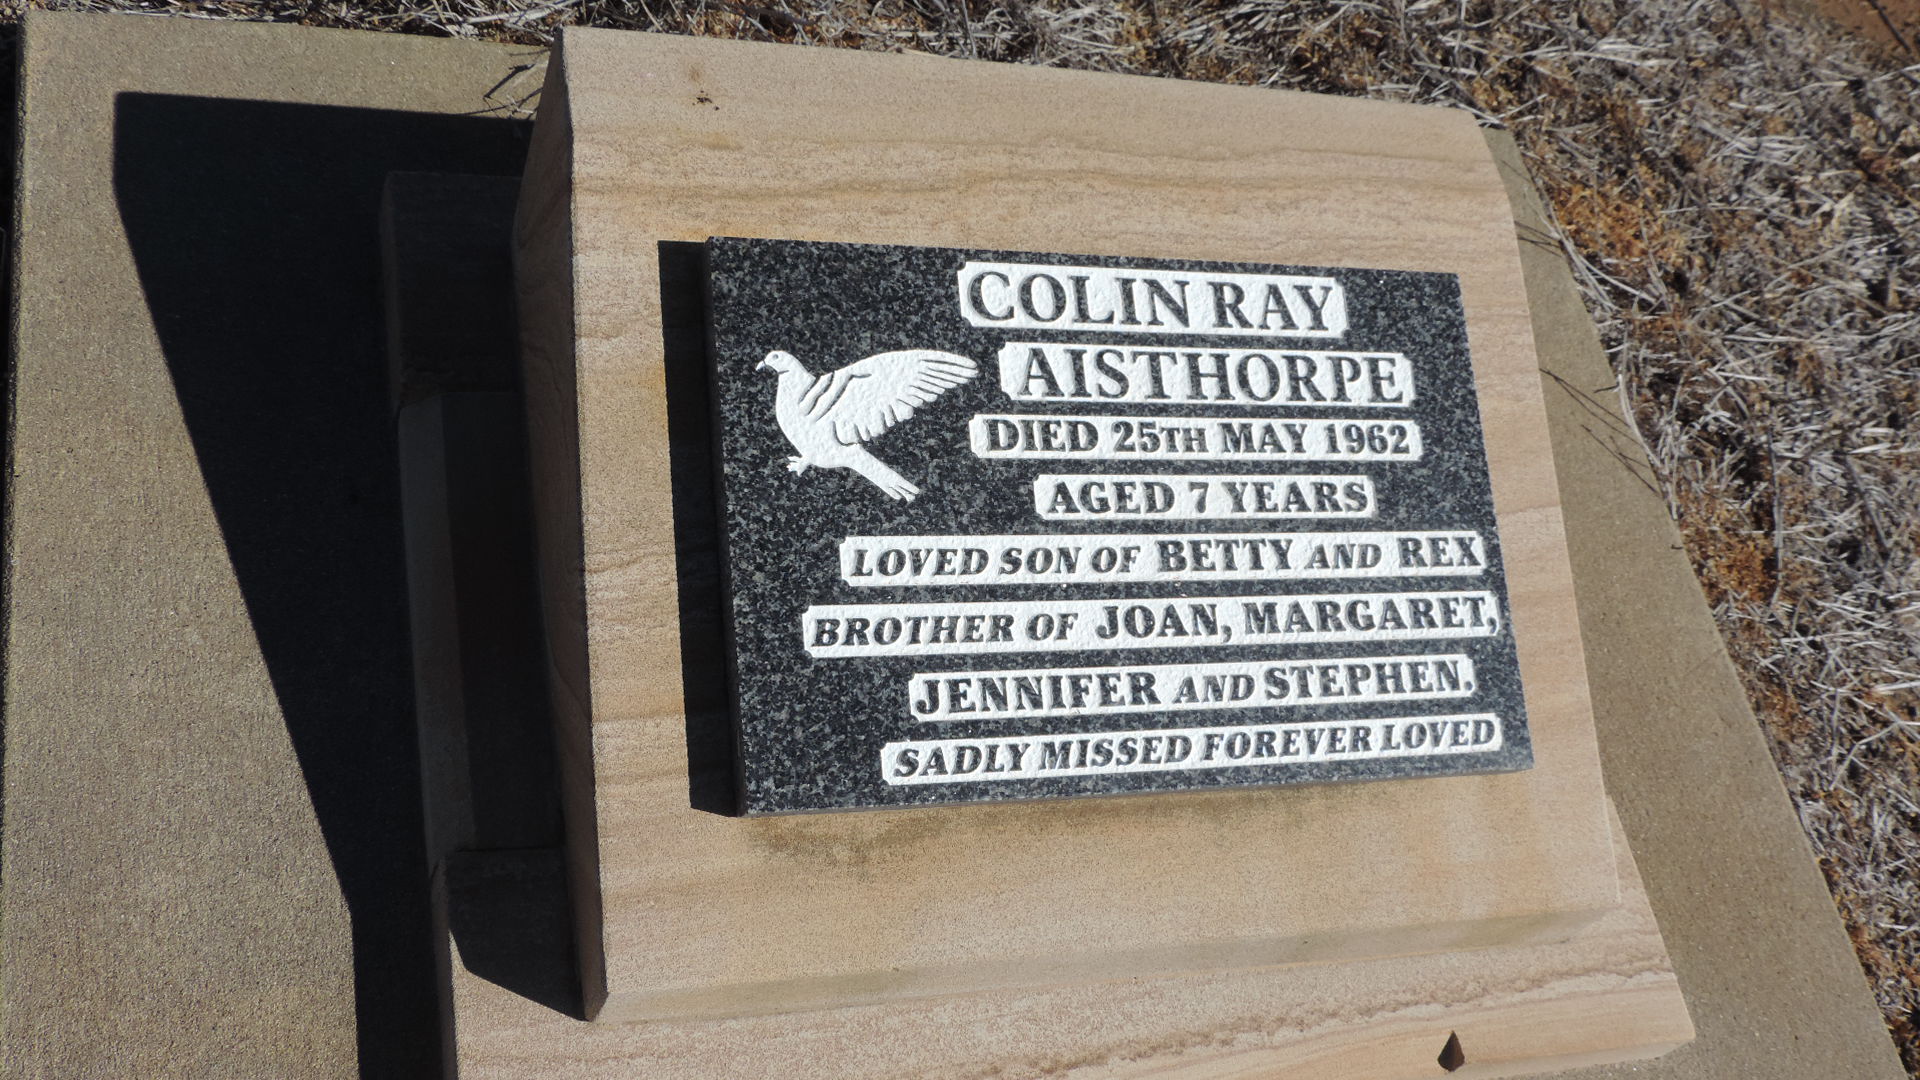 COLIN RAY
AISTHORPE
DIED 25TH MAY 1962
AGED 7 YEARS
LOVED SON OF BETTY AND REX
BROTHER OF JOAN, MARGARET,
JENNIFER AND STEPHEN.
SADLY MISSED FOREVER LOVED